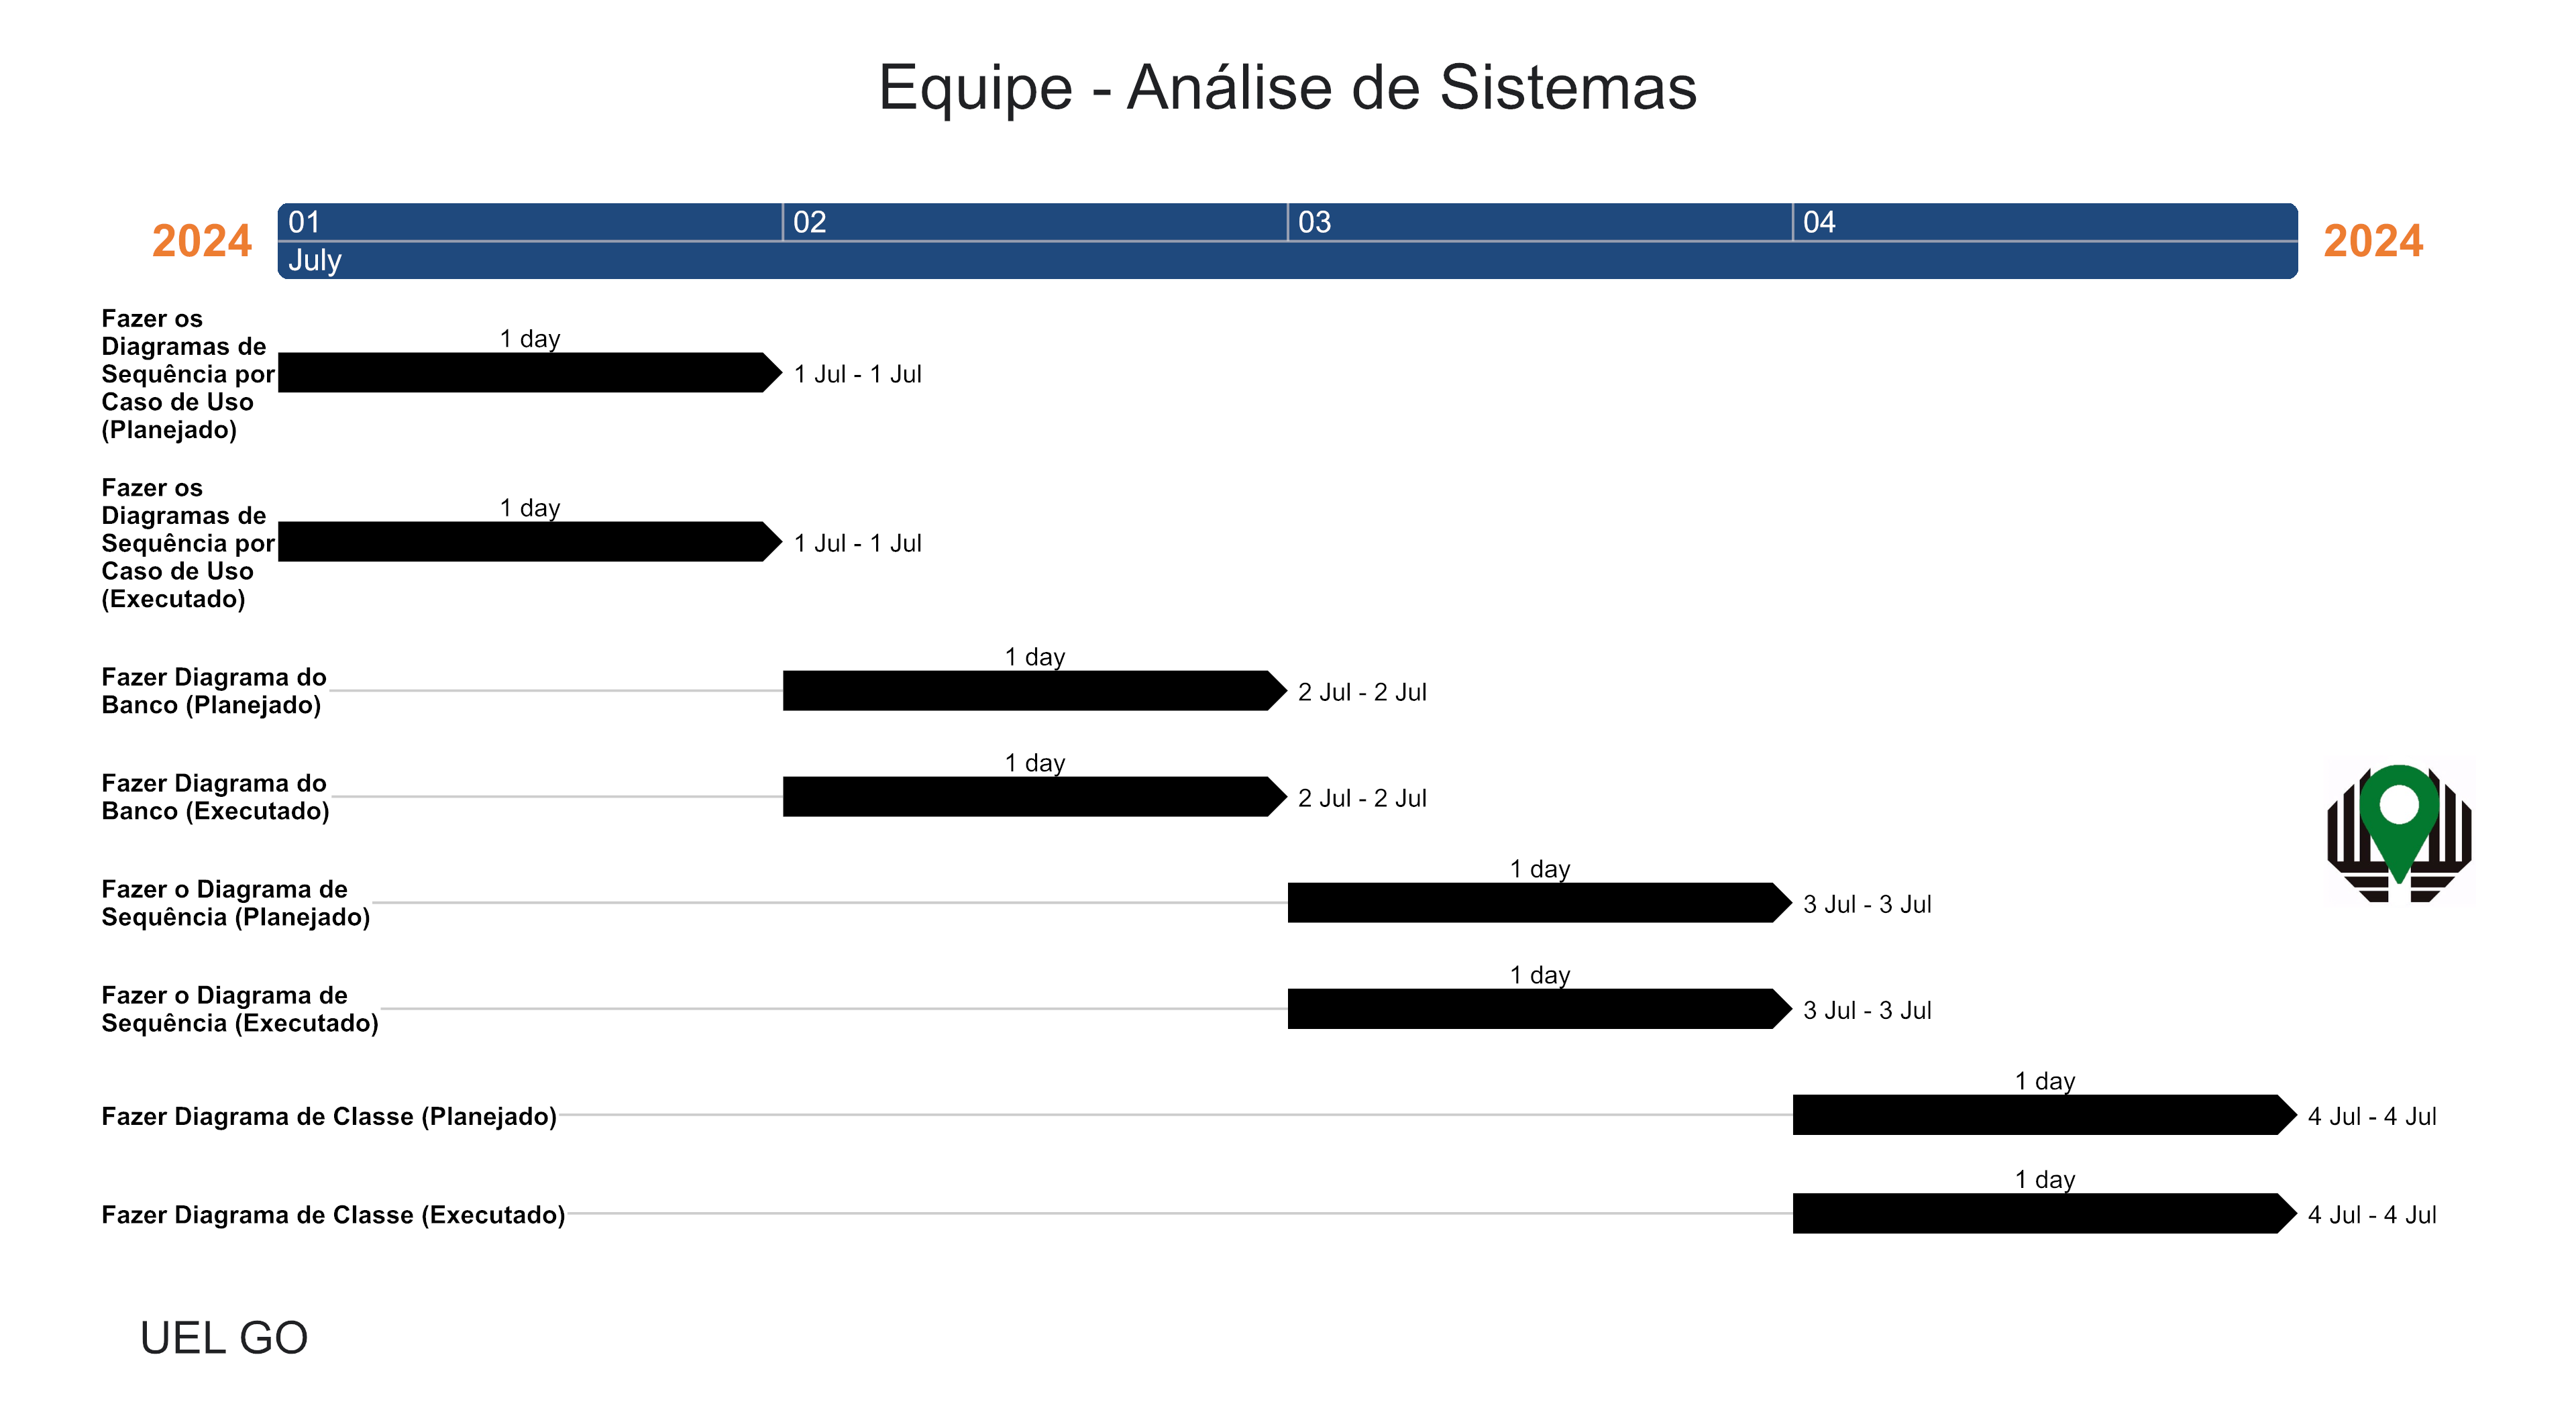 Equipe - Análise de Sistemas
2024
01 02 03 04
July
2024
Fazer os
Diagramas de
Sequência por
Caso de Uso
(Planejado)
1 day
1 Jul - 1 Jul
Fazer os
Diagramas de
Sequência por
Caso de Uso
(Executado)
1 day
1 Jul - 1 Jul
Fazer Diagrama do
Banco (Planejado)
1 day
2 Jul - 2 Jul
Fazer Diagrama do
Banco (Executado)
1 day
2 Jul - 2 Jul
Fazer o Diagrama de
Sequência (Planejado)
1 day
3 Jul - 3 Jul
Fazer o Diagrama de
Sequência (Executado)
1 day
3 Jul - 3 Jul
Fazer Diagrama de Classe (Planejado)
1 day
4 Jul - 4 Jul
Fazer Diagrama de Classe (Executado)
1 day
4 Jul - 4 Jul
UEL GO